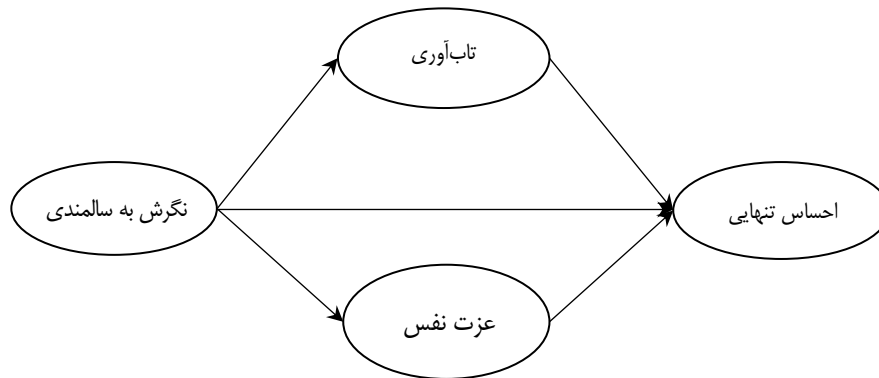 تاب‌آوری
نگرش به سالمندی
احساس تنهایی
عزت نفس